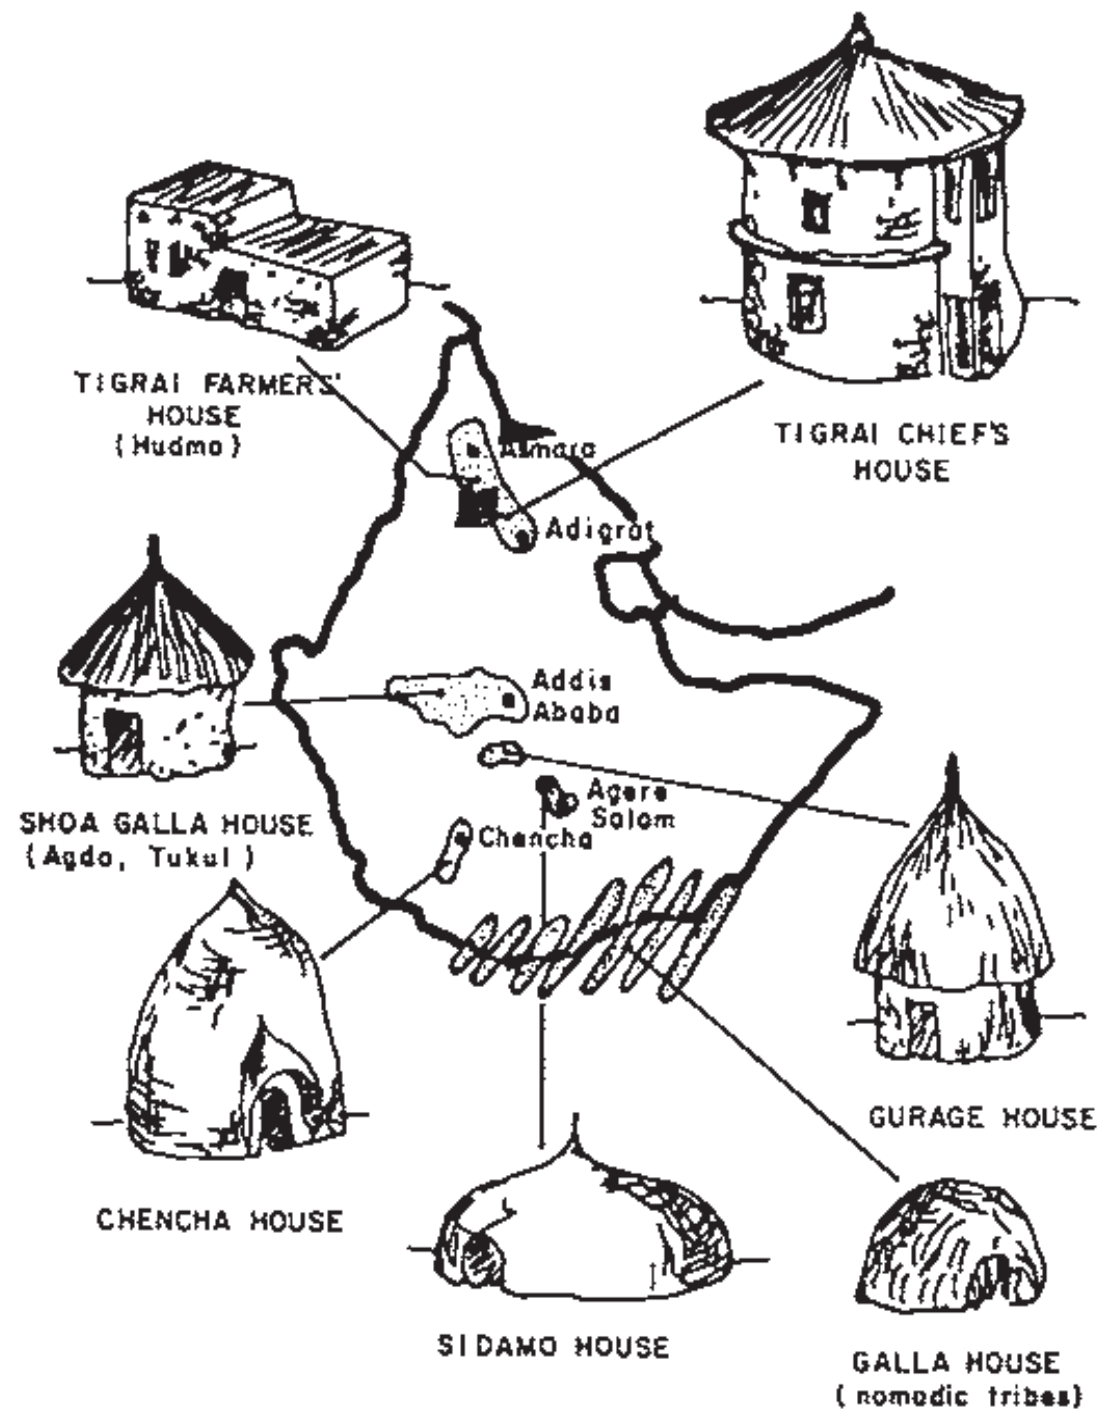 TIGRAI FARMERS'
HOUSE
(Hudmo)
TIGRAI CHIEF'S
HOUSE
Asmara
Adigrat
Addis
Ababa
SHOA GALLA HOUSE
(Agdo, Tukul)
Agere
Salam
Chencha
GURAGE HOUSE
CHENCHA HOUSE
SIDAMO HOUSE
GALLA HOUSE
(nomadic tribes)